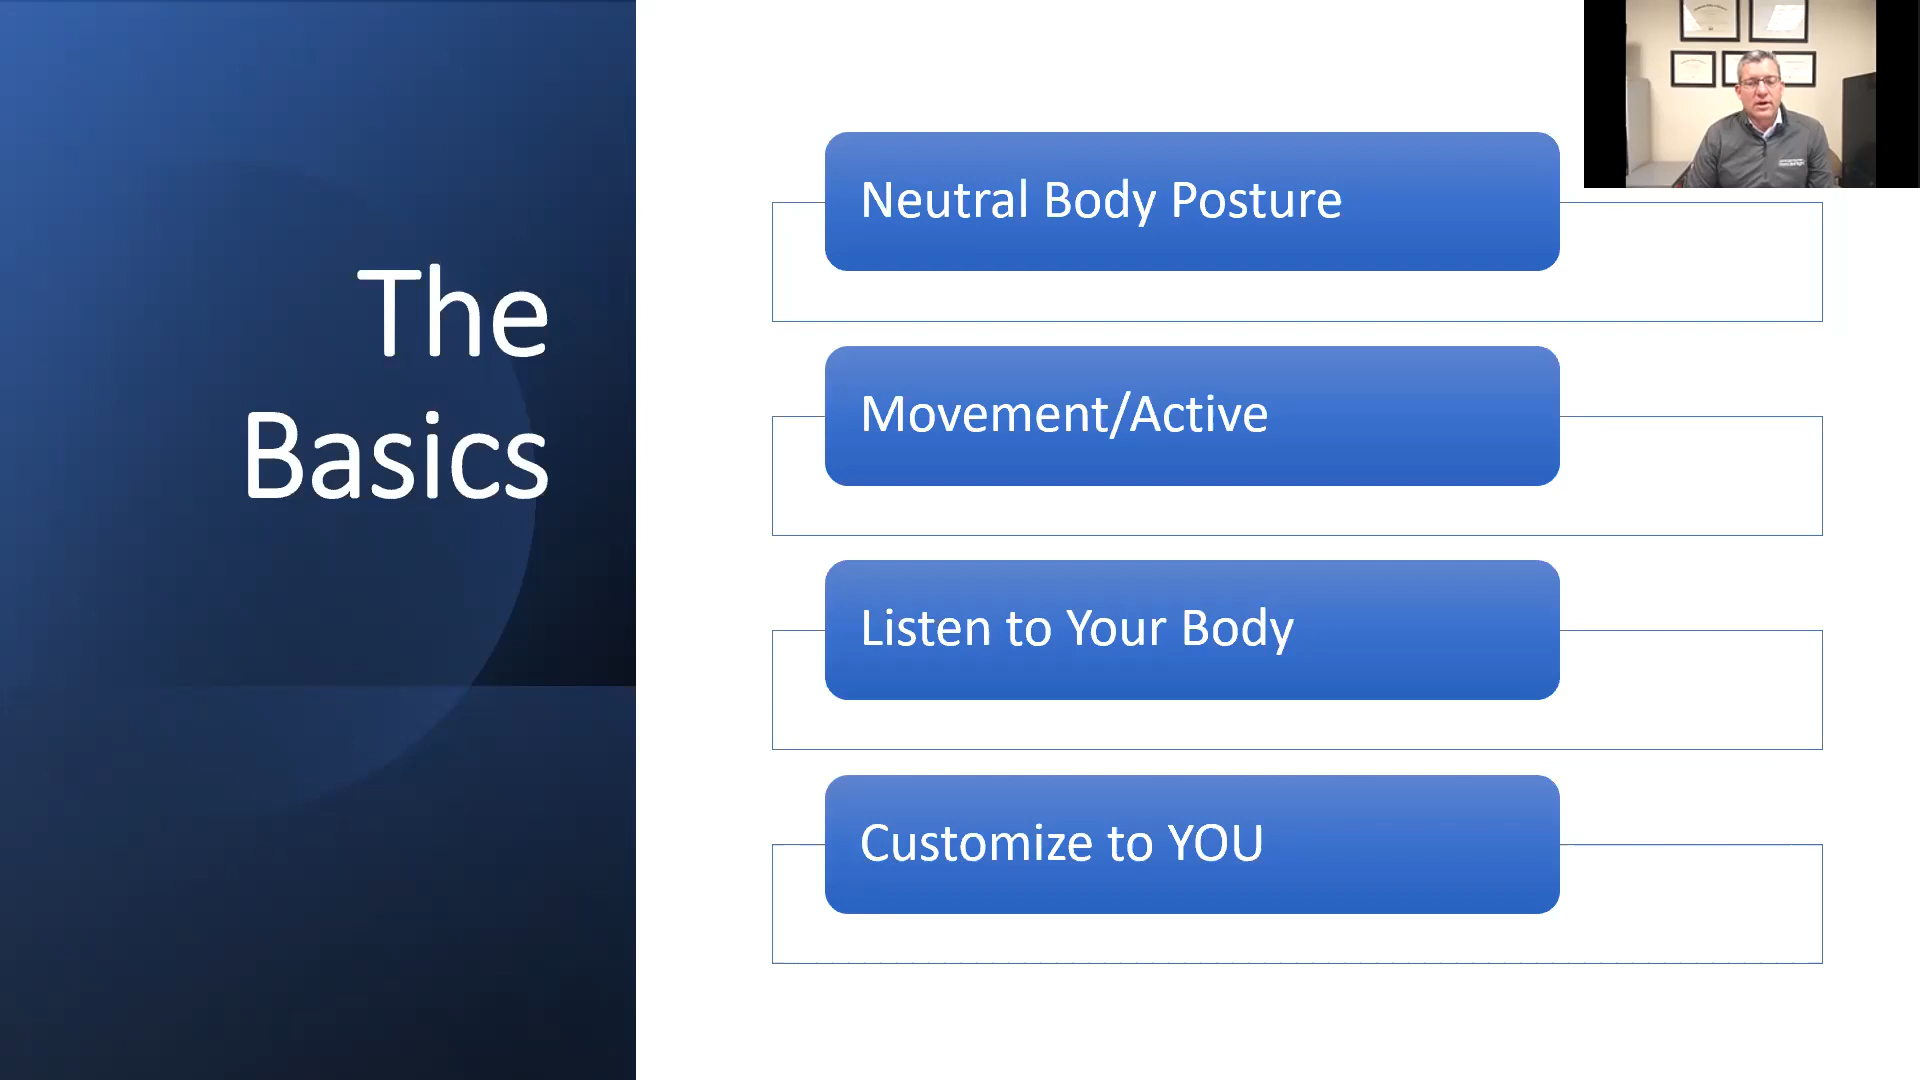 The
Basics
Neutral Body Posture
Movement/Active
Listen to Your Body
Customize to YOU